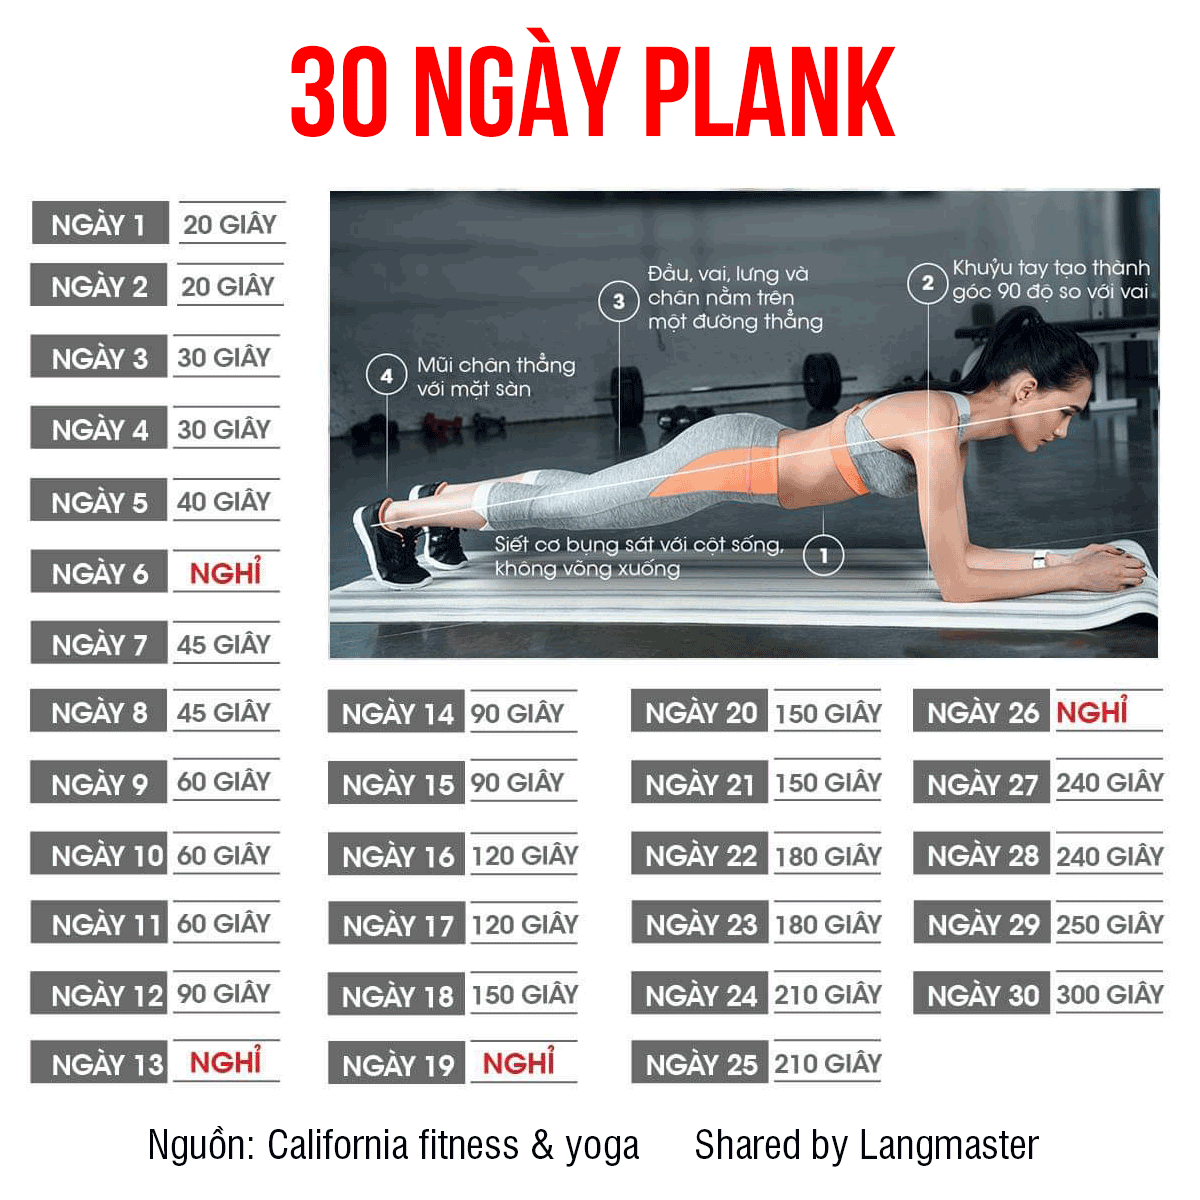 30 NGÀY PLANK
NGÀY 1 20 GIÂY
NGÀY 2 20 GIÂY
NGÀY 3 30 GIÂY
NGÀY 4 30 GIÂY
NGÀY 5 40 GIÂY
NGÀY 6 NGHỈ
NGÀY 7 45 GIÂY
NGÀY 8 45 GIÂY
NGÀY 9 60 GIÂY
NGÀY 10 60 GIÂY
NGÀY 11 60 GIÂY
NGÀY 12 90 GIÂY
NGÀY 13 NGHỈ
4
Mũi chân thẳng
với mặt sàn
3
Đầu, vai, lưng và
chân nằm trên
một đường thẳng
2
Khuỷu tay tạo thành
góc 90 độ so với vai
Siết cơ bụng sát với cột sống,
không võng xuống
1
NGÀY 14 90 GIÂY
NGÀY 15 90 GIÂY
NGÀY 16 120 GIÂY
NGÀY 17 120 GIÂY
NGÀY 18 150 GIÂY
NGÀY 19 NGHỈ
NGÀY 20 150 GIÂY
NGÀY 21 150 GIÂY
NGÀY 22 180 GIÂY
NGÀY 23 180 GIÂY
NGÀY 24 210 GIÂY
NGÀY 25 210 GIÂY
NGÀY 26 NGHỈ
NGÀY 27 240 GIÂY
NGÀY 28 240 GIÂY
NGÀY 29 250 GIÂY
NGÀY 30 300 GIÂY
Nguồn: California fitness & yoga Shared by Langmaster